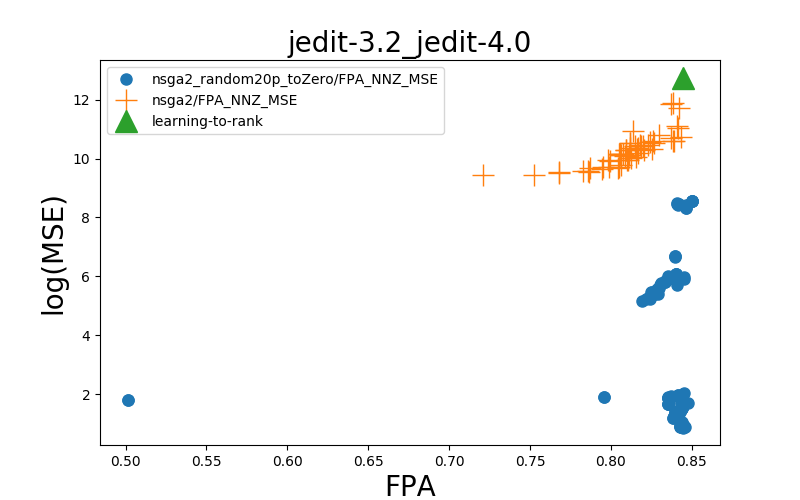 jedit-3.2_jedit-4.0
nsga2_random20p_toZero/FPA_NNZ_MSE
nsga2/FPA_NNZ_MSE
learning-to-rank
log(MSE)
12
10
8
6
4
2
0.50 0.55 0.60 0.65 0.70 0.75 0.80 0.85
FPA